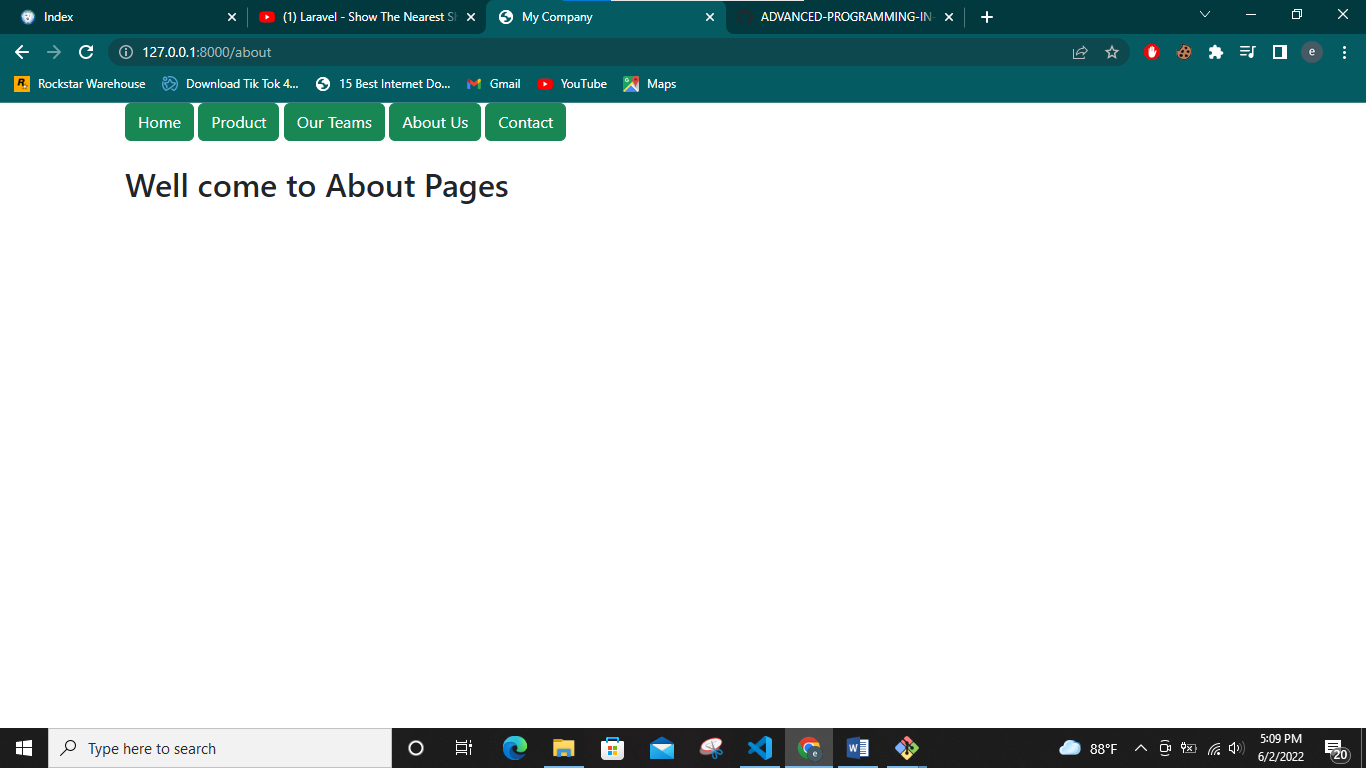 Index
(1) Laravel - Show The Nearest S
My Company
ADVANCED-PROGRAMMING-IN-
127.0.0.1:8000/about
e
R Rockstar Warehouse
Download Tik Tok 4...
15 Best Internet Do...
Gmail
YouTube
Maps
Home
Product
Our Teams
About Us
Contact
Well come to About Pages
Type here to search
W
e
88°F
5:09 PM
6/2/2022
20